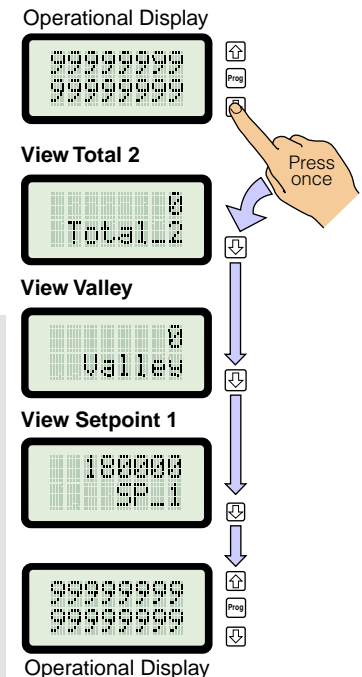 Operational Display
99999999
99999999
Prog
Press
once
View Total 2
0
Total_2
View Valley
0
Valley
View Setpoint 1
180000
SP_1
99999999
99999999
Prog
Operational Display